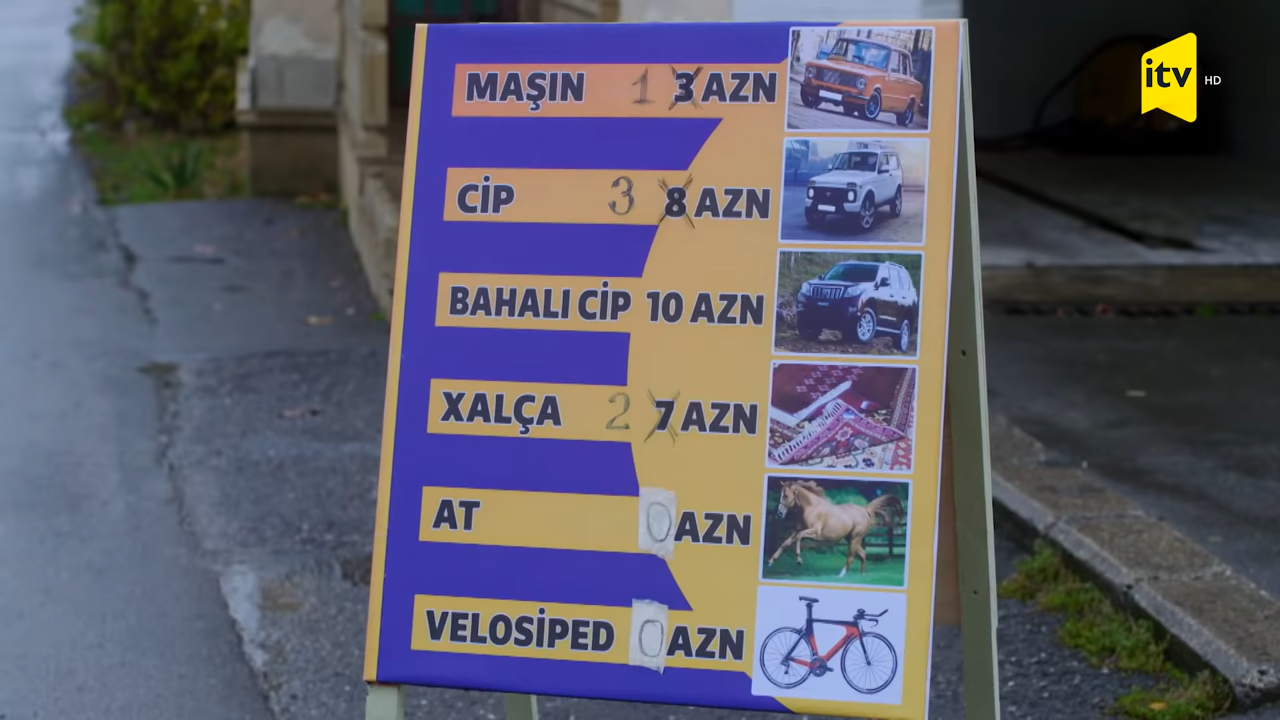 itv HD
MAŞIN 1 3 AZN
CİP 3 8 AZN
BAHALI CİP 10 AZN
XALÇA 2 7 AZN
AT 0 AZN
VELOSİPED 0 AZN